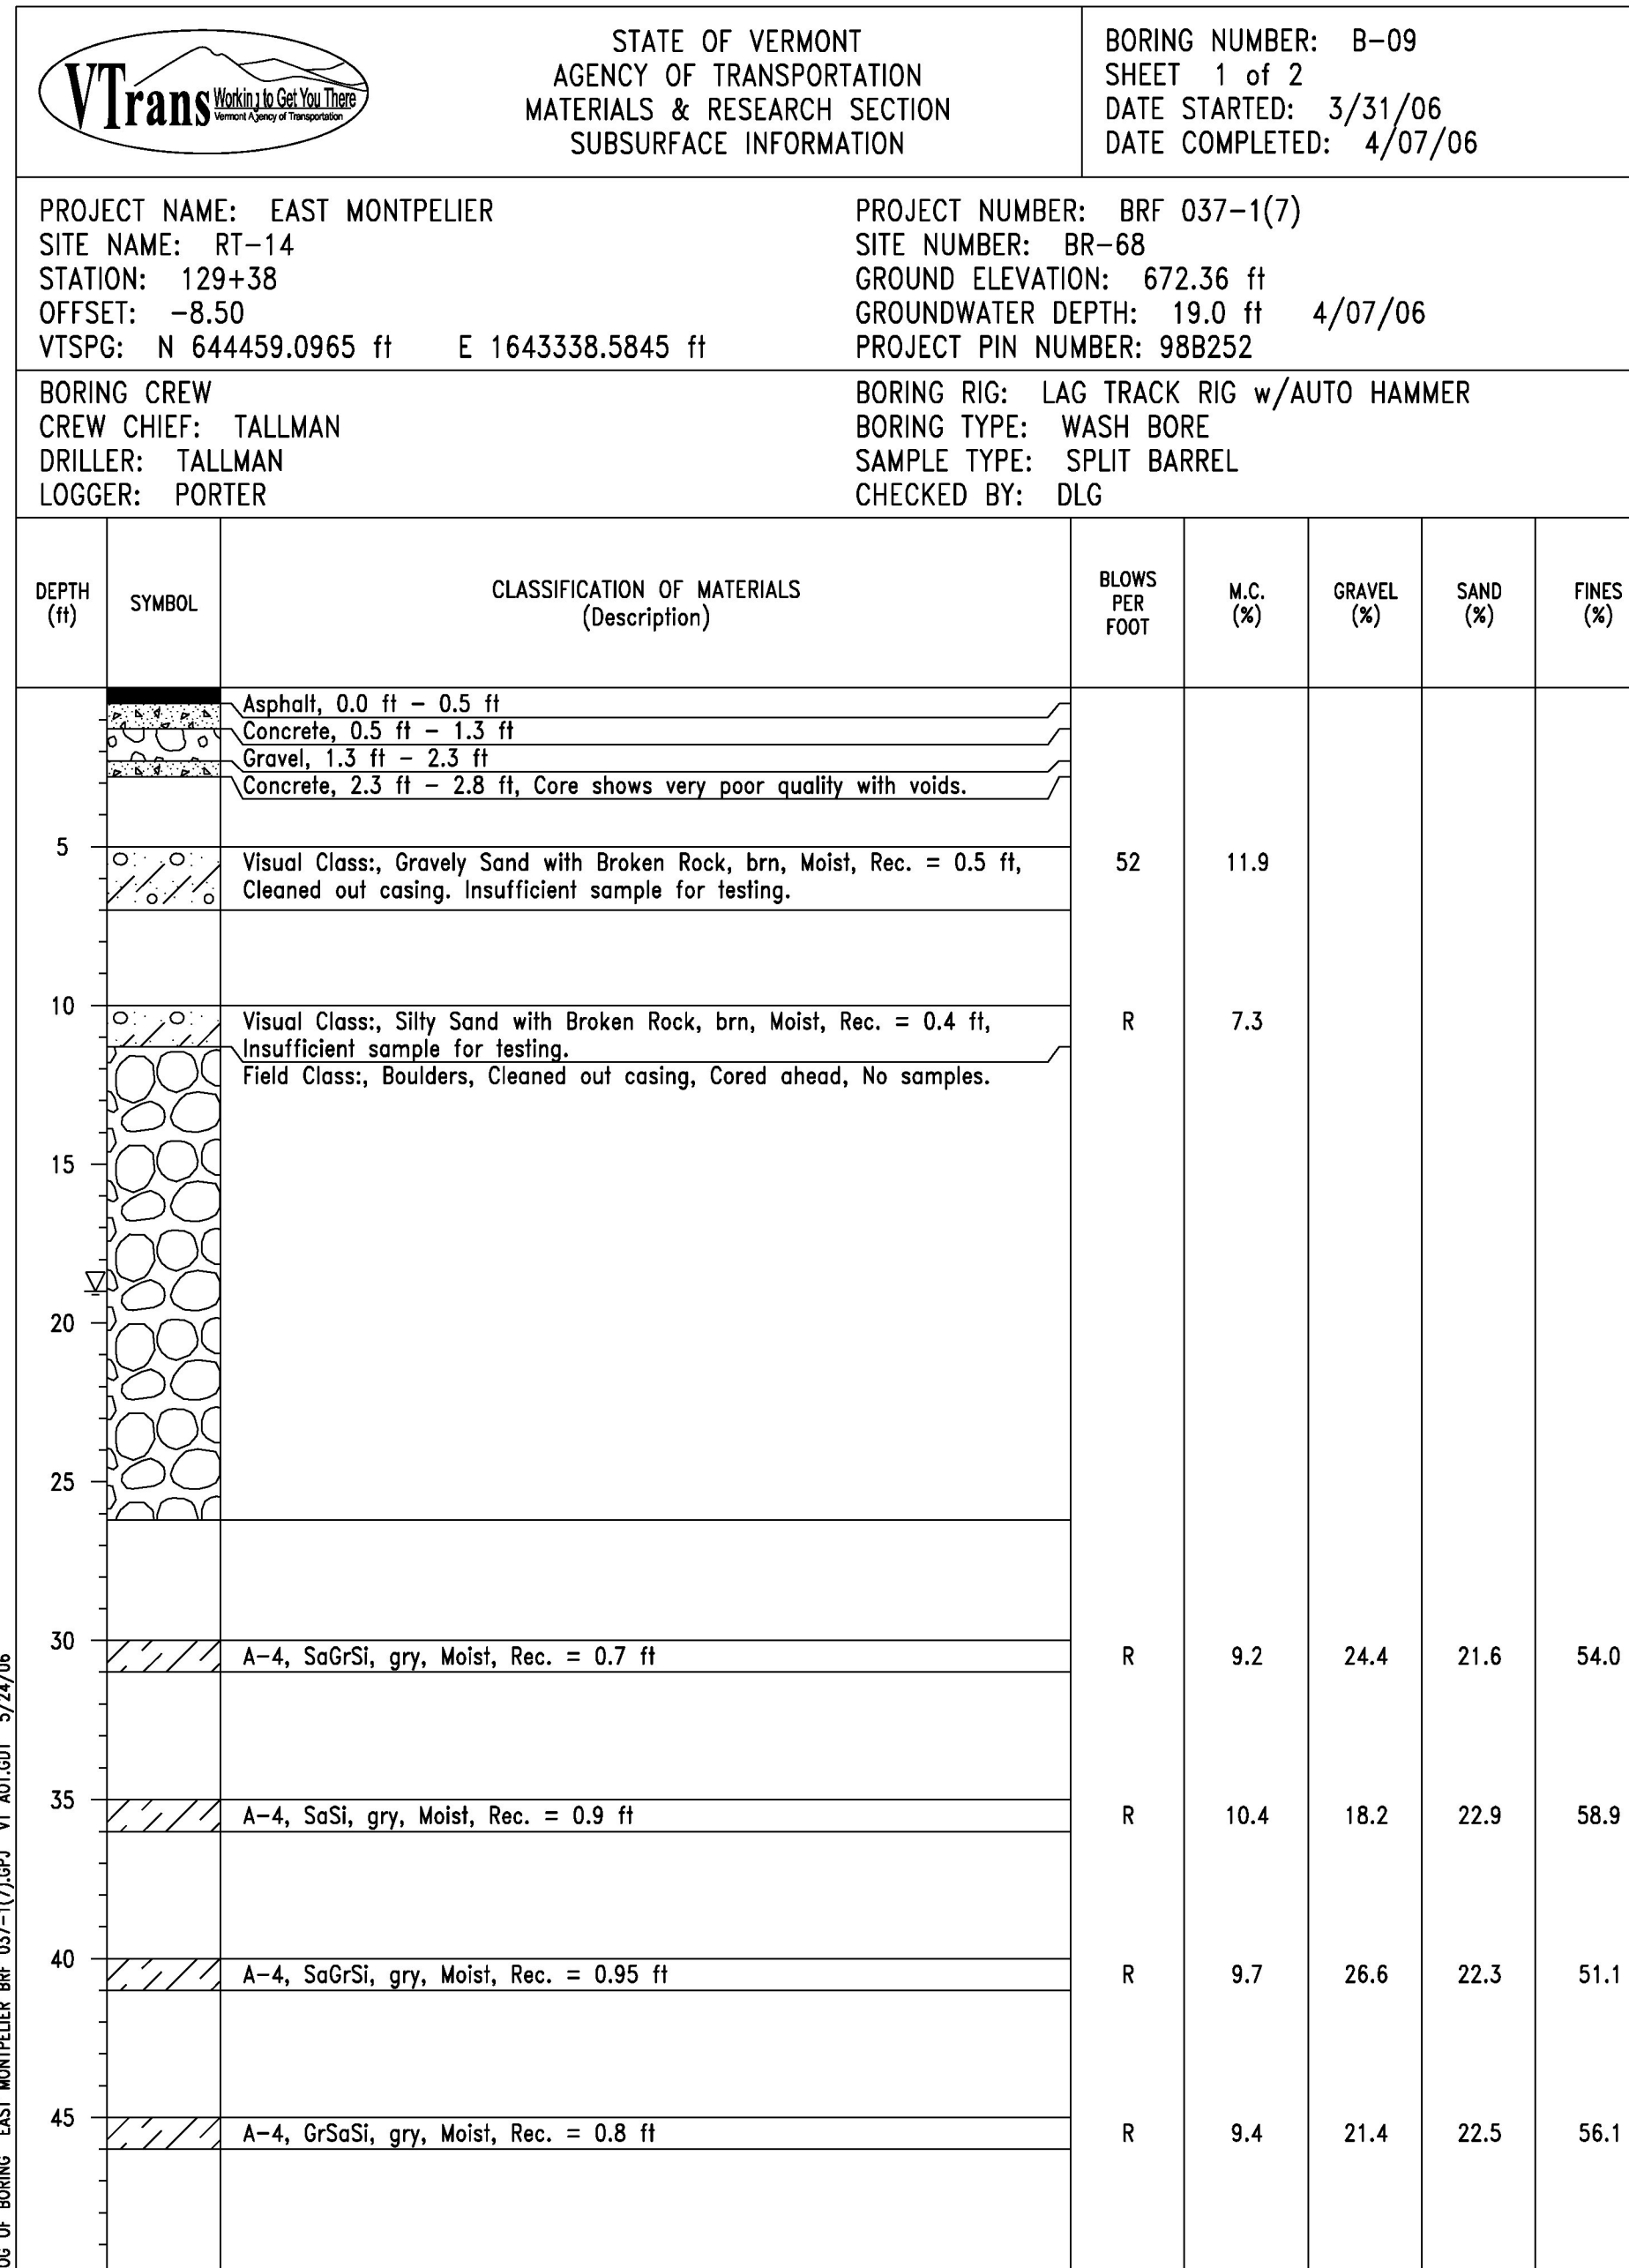 VTrans Working to Get You There
Vermont Agency of Transportation
STATE OF VERMONT
AGENCY OF TRANSPORTATION
MATERIALS & RESEARCH SECTION
SUBSURFACE INFORMATION
BORING NUMBER: B-09
SHEET 1 of 2
DATE STARTED: 3/31/06
DATE COMPLETED: 4/07/06
PROJECT NAME: EAST MONTPELIER
SITE NAME: RT-14
STATION: 129+38
OFFSET: -8.50
VTSPG: N 644459.0965 ft E 1643338.5845 ft
PROJECT NUMBER: BRF 037-1(7)
SITE NUMBER: BR-68
GROUND ELEVATION: 672.36 ft
GROUNDWATER DEPTH: 19.0 ft 4/07/06
PROJECT PIN NUMBER: 98B252
BORING CREW
CREW CHIEF: TALLMAN
DRILLER: TALLMAN
LOGGER: PORTER
BORING RIG: LAG TRACK RIG w/AUTO HAMMER
BORING TYPE: WASH BORE
SAMPLE TYPE: SPLIT BARREL
CHECKED BY: DLG
DEPTH
(ft)
SYMBOL
CLASSIFICATION OF MATERIALS
(Description)
BLOWS
PER
FOOT
M.C.
(%)
GRAVEL
(%)
SAND
(%)
FINES
(%)
Asphalt, 0.0 ft - 0.5 ft
Concrete, 0.5 ft - 1.3 ft
Gravel, 1.3 ft - 2.3 ft
Concrete, 2.3 ft - 2.8 ft, Core shows very poor quality with voids.
5
Visual Class:, Gravely Sand with Broken Rock, brn, Moist, Rec. = 0.5 ft, 52 11.9
Cleaned out casing. Insufficient sample for testing.
10
Visual Class:, Silty Sand with Broken Rock, brn, Moist, Rec. = 0.4 ft, R 7.3
Insufficient sample for testing.
Field Class:, Boulders, Cleaned out casing, Cored ahead, No samples.
15
20
25
30
A-4, SaGrSi, gry, Moist, Rec. = 0.7 ft R 9.2 24.4 21.6 54.0
35
A-4, SaSi, gry, Moist, Rec. = 0.9 ft R 10.4 18.2 22.9 58.9
40
A-4, SaGrSi, gry, Moist, Rec. = 0.95 ft R 9.7 26.6 22.3 51.1
45
A-4, GrSaSi, gry, Moist, Rec. = 0.8 ft R 9.4 21.4 22.5 56.1
OF BORING EAST MONTPELIER BRF 037-1(7).GPJ VT AOT.GDT 5/24/06